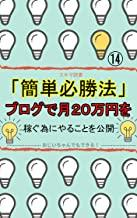 ⑭
スキマ読書
「簡単必勝法」
ブログで月20万円を
稼ぐ為にやることを公開
おじいちゃんでもできる!